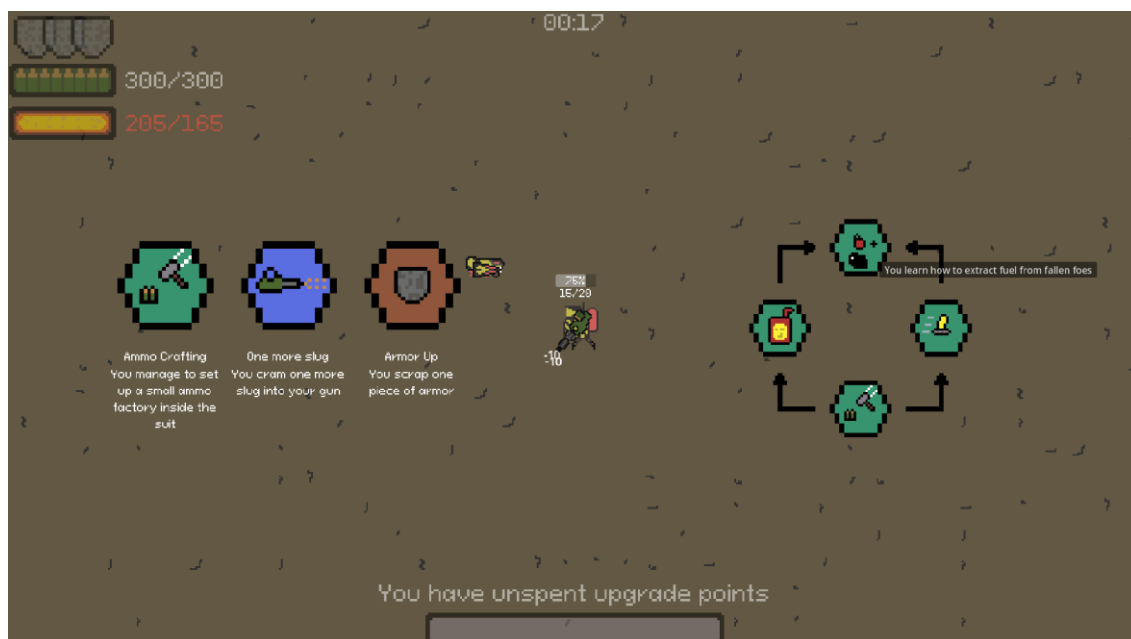 00:17
300/300
205/165
You learn how to extract fuel from fallen foes
76%
15/20
-10
-10
Ammo Crafting
You manage to set
up a small ammo
factory inside the
suit
One more slug
You cram one more
slug into your gun
Armor Up
You scrap one
piece of armor
You have unspent upgrade points